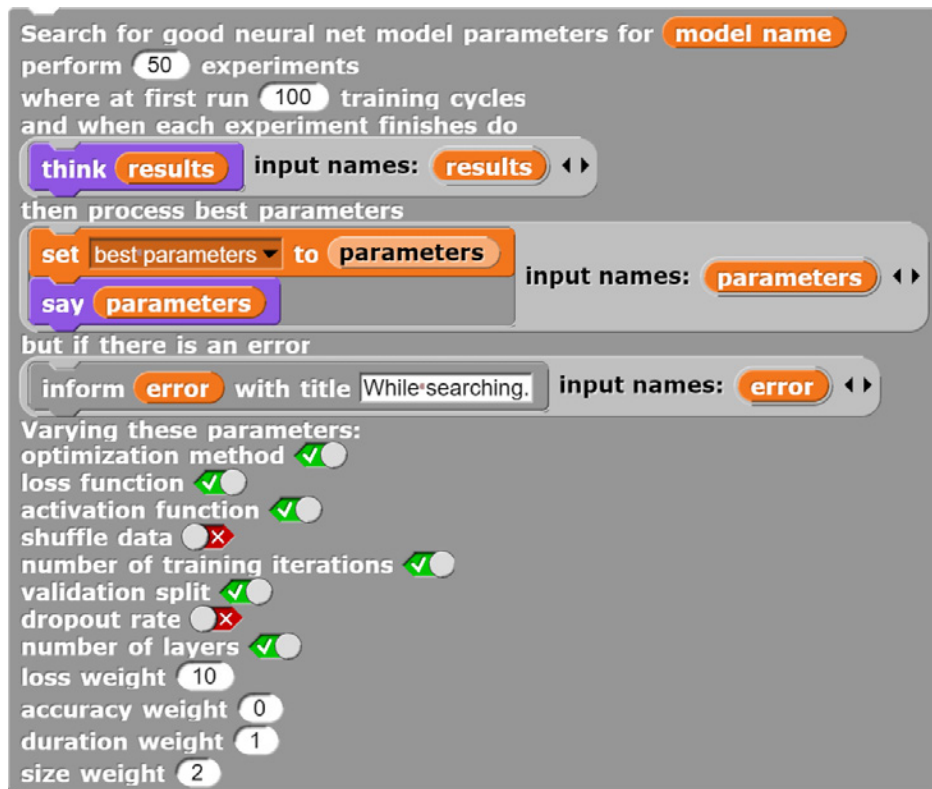 Search for good neural net model parameters for model name
perform 50 experiments
where at first run 100 training cycles
and when each experiment finishes do
think results input names: results
then process best parameters
set best parameters to parameters
input names: parameters
say parameters
but if there is an error
inform error with title While searching. input names: error
Varying these parameters:
optimization method
loss function
activation function
shuffle data
number of training iterations
validation split
dropout rate
number of layers
loss weight 10
accuracy weight 0
duration weight 1
size weight 2